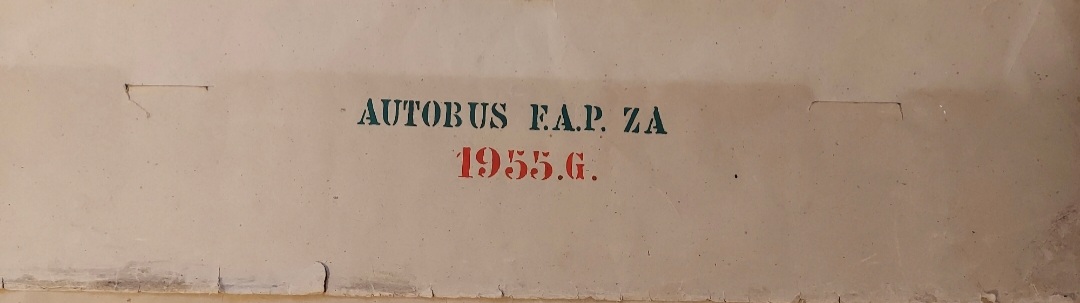 AUTOBUS F.A.P. ZA
1955.G.